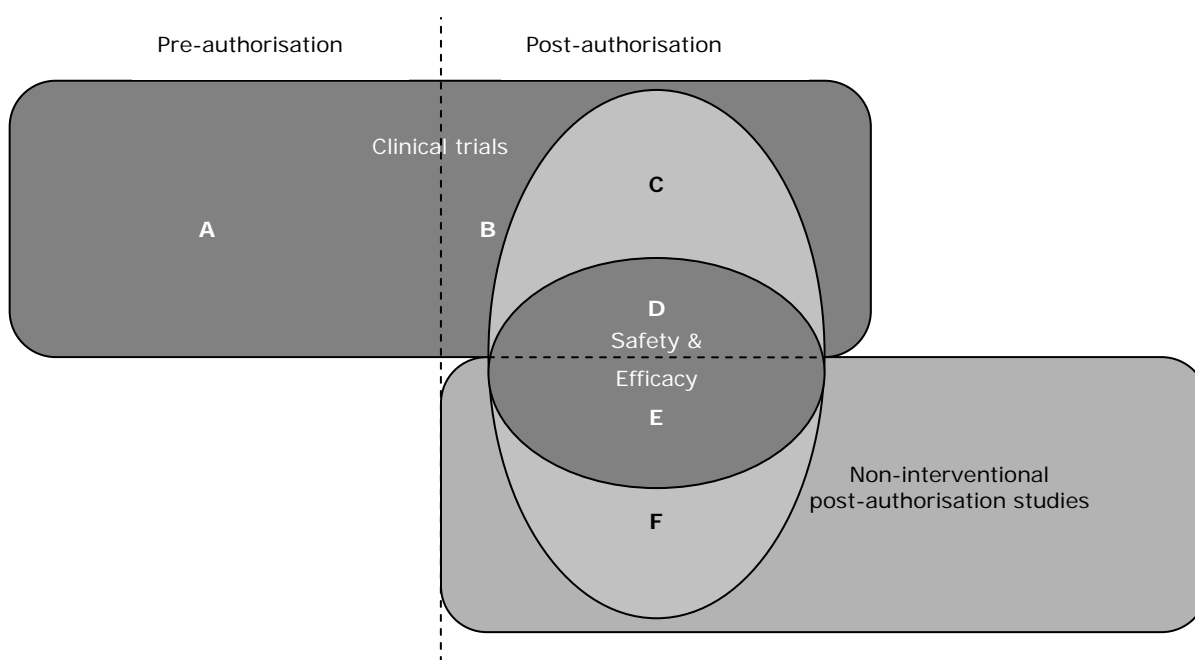 Pre-authorisation
Post-authorisation
Clinical trials
C
A
B
D
Safety &
Efficacy
E
Non-interventional
post-authorisation studies
F